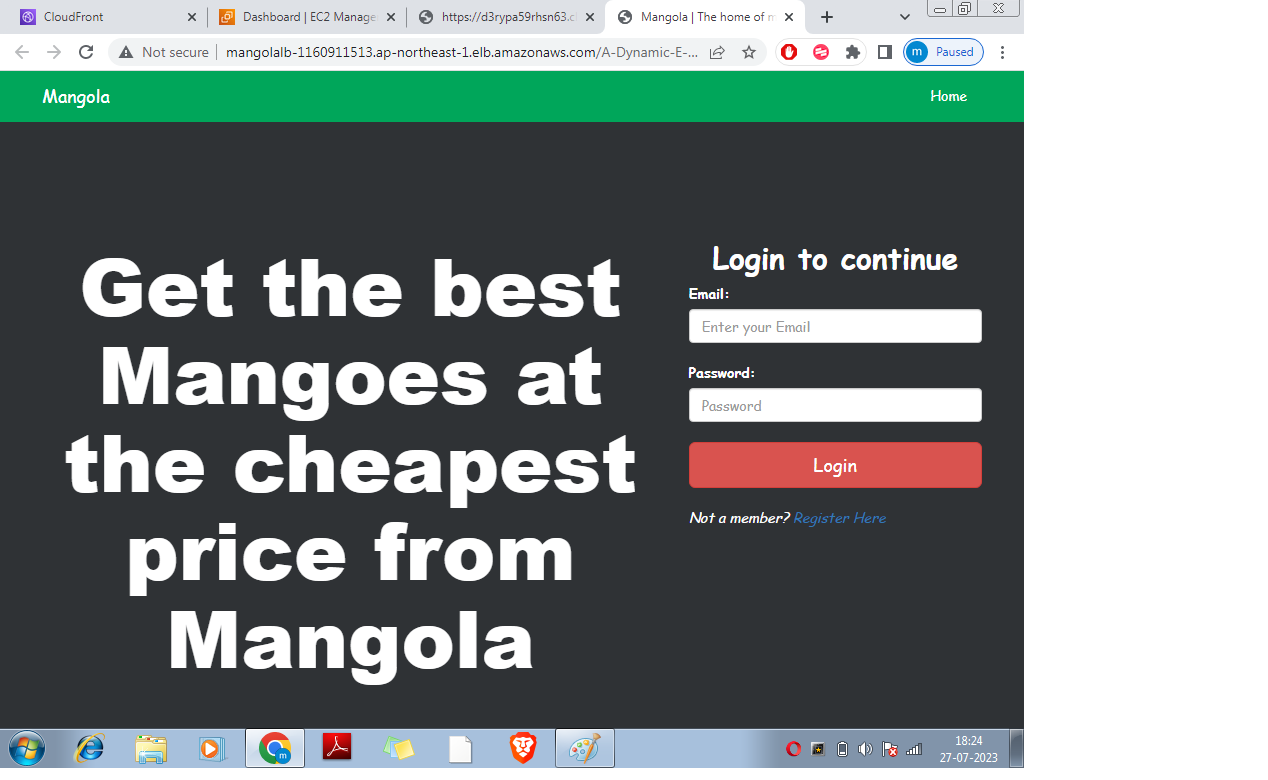 CloudFront
Dashboard | EC2 Manage
https://d3rypa59rhsn63.c
Mangola | The home of m
Not secure
mangolalb-1160911513.ap-northeast-1.elb.amazonaws.com/A-Dynamic-E-...
m
Paused
Mangola
Home
Get the best
Mangoes at
the cheapest
price from
Mangola
Login to continue
Email:
Enter your Email
Password:
Password
Login
Not a member? Register Here
m
18:24
27-07-2023